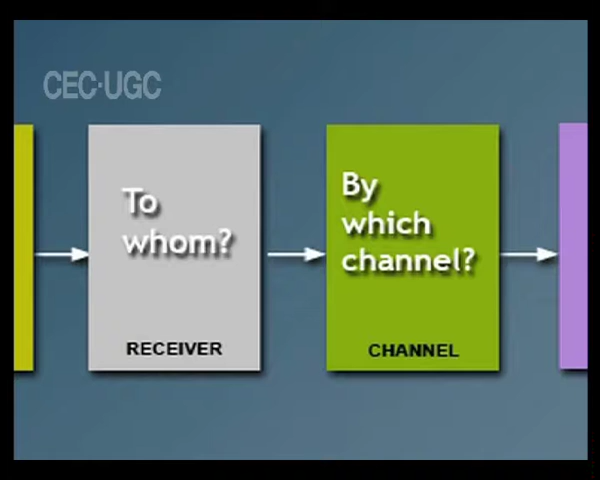 CEC-UGC
To
whom?
RECEIVER
By
which
channel?
CHANNEL